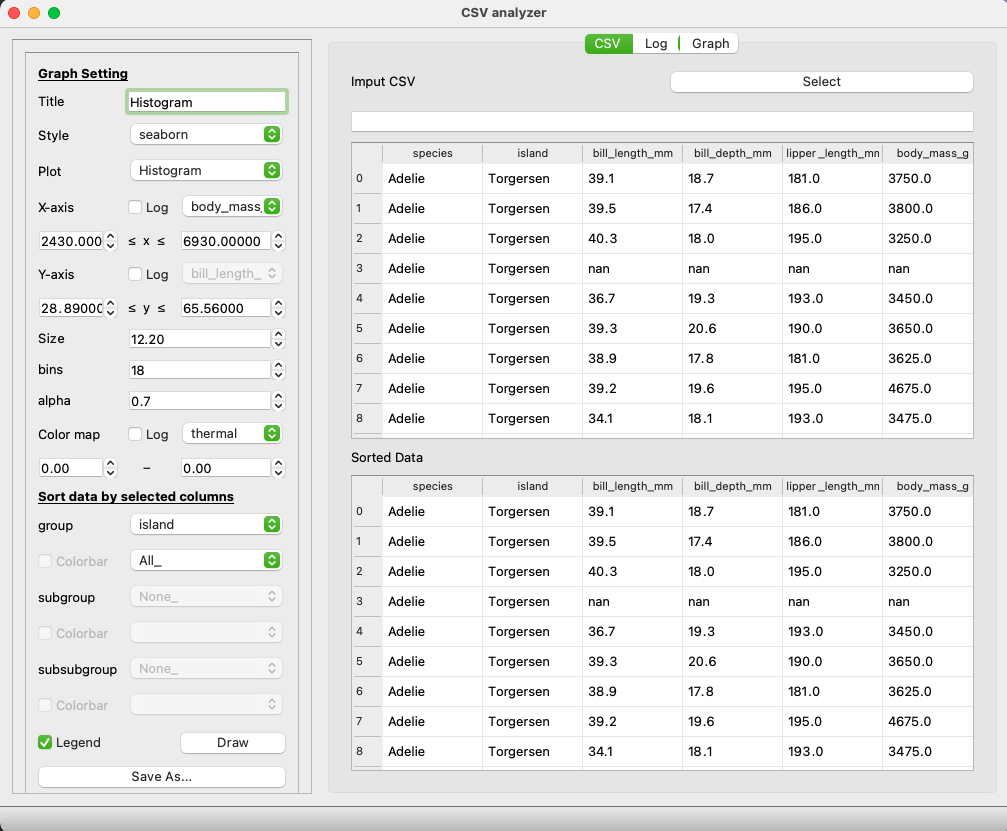 CSV analyzer
Graph Setting
Title Histogram
Style seaborn
Plot Histogram
X-axis Log body_mass_
2430.000 ≤ x ≤ 6930.00000
Y-axis Log bill_length_
28.89000 ≤ y ≤ 65.56000
Size 12.20
bins 18
alpha 0.7
Color map Log thermal
0.00 – 0.00
Sort data by selected columns
group island
Colorbar All_
subgroup None_
Colorbar
subsubgroup None_
Colorbar
Legend Draw
Save As...
CSV Log Graph
Imput CSV Select
species island bill_length_mm bill_depth_mm lipper_length_mn body_mass_g
0 Adelie Torgersen 39.1 18.7 181.0 3750.0
1 Adelie Torgersen 39.5 17.4 186.0 3800.0
2 Adelie Torgersen 40.3 18.0 195.0 3250.0
3 Adelie Torgersen nan nan nan nan
4 Adelie Torgersen 36.7 19.3 193.0 3450.0
5 Adelie Torgersen 39.3 20.6 190.0 3650.0
6 Adelie Torgersen 38.9 17.8 181.0 3625.0
7 Adelie Torgersen 39.2 19.6 195.0 4675.0
8 Adelie Torgersen 34.1 18.1 193.0 3475.0
Sorted Data
species island bill_length_mm bill_depth_mm lipper_length_mn body_mass_g
0 Adelie Torgersen 39.1 18.7 181.0 3750.0
1 Adelie Torgersen 39.5 17.4 186.0 3800.0
2 Adelie Torgersen 40.3 18.0 195.0 3250.0
3 Adelie Torgersen nan nan nan nan
4 Adelie Torgersen 36.7 19.3 193.0 3450.0
5 Adelie Torgersen 39.3 20.6 190.0 3650.0
6 Adelie Torgersen 38.9 17.8 181.0 3625.0
7 Adelie Torgersen 39.2 19.6 195.0 4675.0
8 Adelie Torgersen 34.1 18.1 193.0 3475.0